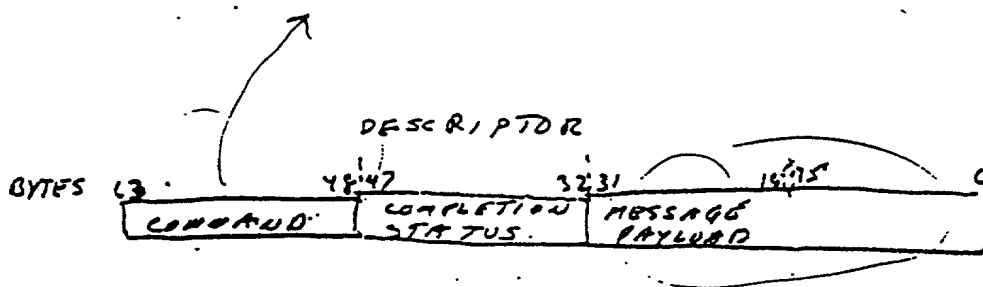 DESCRIPTOR
BYTES 63 48 47 32 31 16 15 0
COMMAND COMPLETION STATUS. MESSAGE PAYLOAD